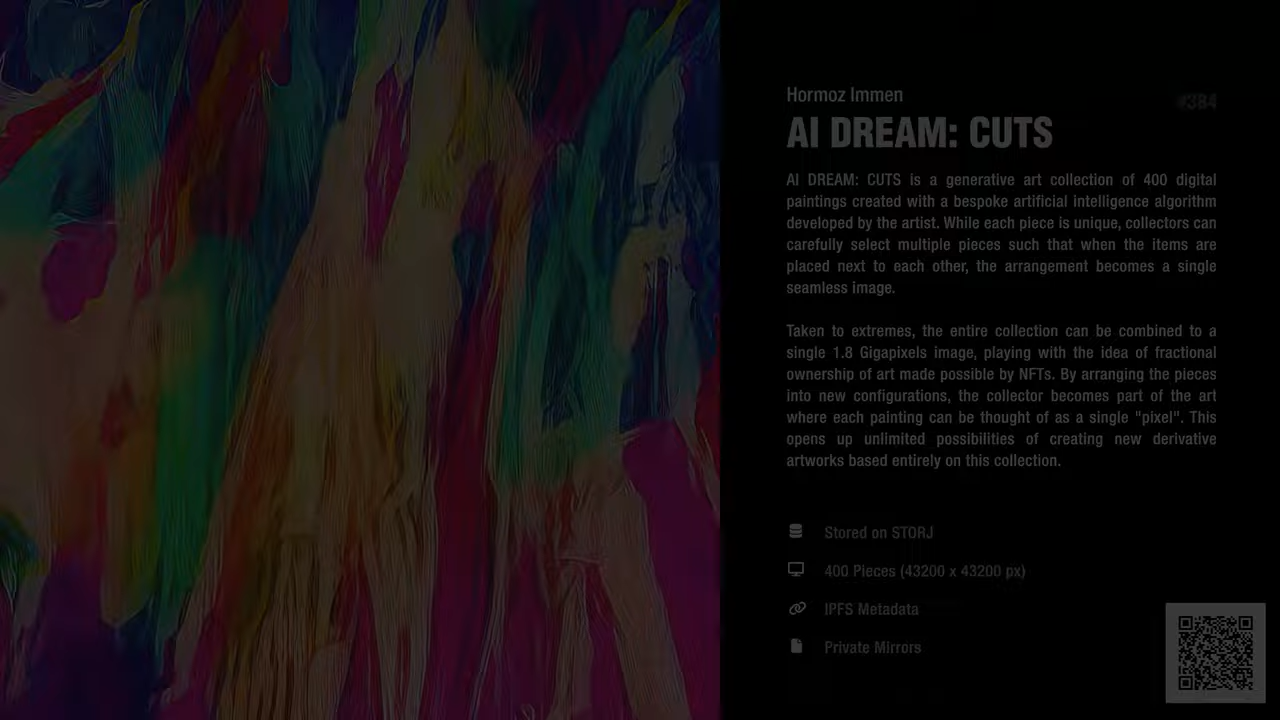 Hormoz Immen
#384
AI DREAM: CUTS
AI DREAM: CUTS is a generative art collection of 400 digital
paintings created with a bespoke artificial intelligence algorithm
developed by the artist. While each piece is unique, collectors can
carefully select multiple pieces such that when the items are
placed next to each other, the arrangement becomes a single
seamless image.
Taken to extremes, the entire collection can be combined to a
single 1.8 Gigapixels image, playing with the idea of fractional
ownership of art made possible by NFTs. By arranging the pieces
into new configurations, the collector becomes part of the art
where each painting can be thought of as a single "pixel". This
opens up unlimited possibilities of creating new derivative
artworks based entirely on this collection.
Stored on STORJ
400 Pieces (43200 x 43200 px)
IPFS Metadata
Private Mirrors